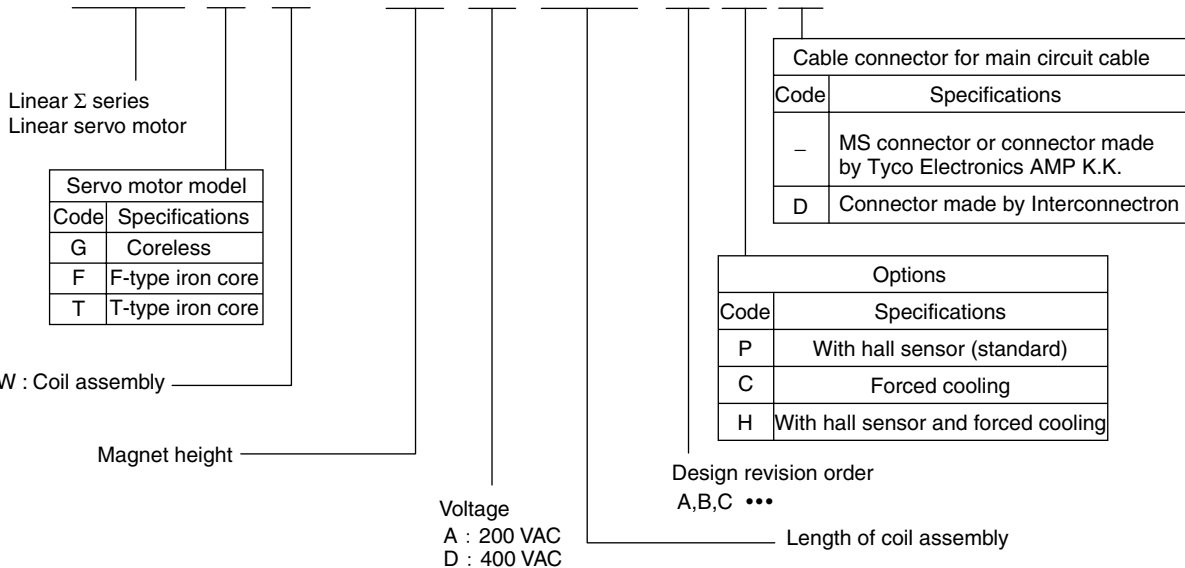 Linear Σ series
Linear servo motor
Servo motor model
Code Specifications
G Coreless
F F-type iron core
T T-type iron core
W : Coil assembly
Magnet height
Voltage
A : 200 VAC
D : 400 VAC
Cable connector for main circuit cable
Code Specifications
– MS connector or connector made
by Tyco Electronics AMP K.K.
D Connector made by Interconnectron
Options
Code Specifications
P With hall sensor (standard)
C Forced cooling
H With hall sensor and forced cooling
Design revision order
A,B,C •••
Length of coil assembly